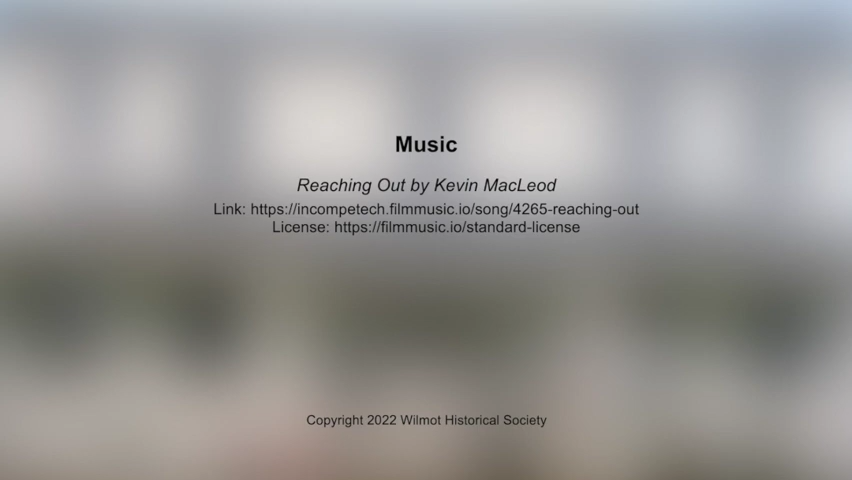 Music
Reaching Out by Kevin MacLeod
Link: https://incompetech.filmmusic.io/song/4265-reaching-out
License: https://filmmusic.io/standard-license
Copyright 2022 Wilmot Historical Society